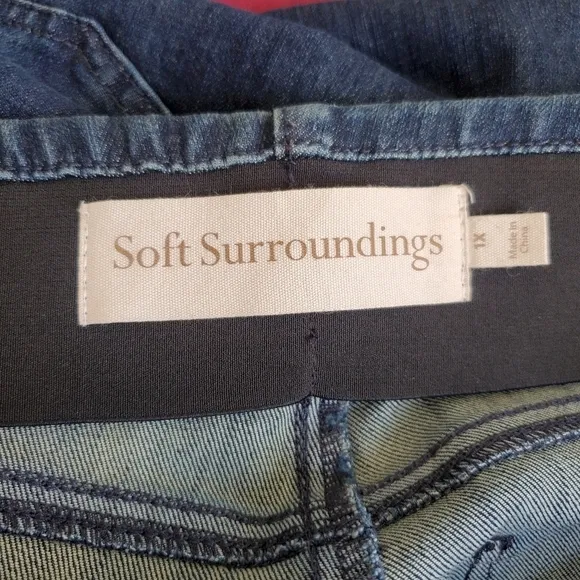 Soft Surroundings
1X
Made in
China